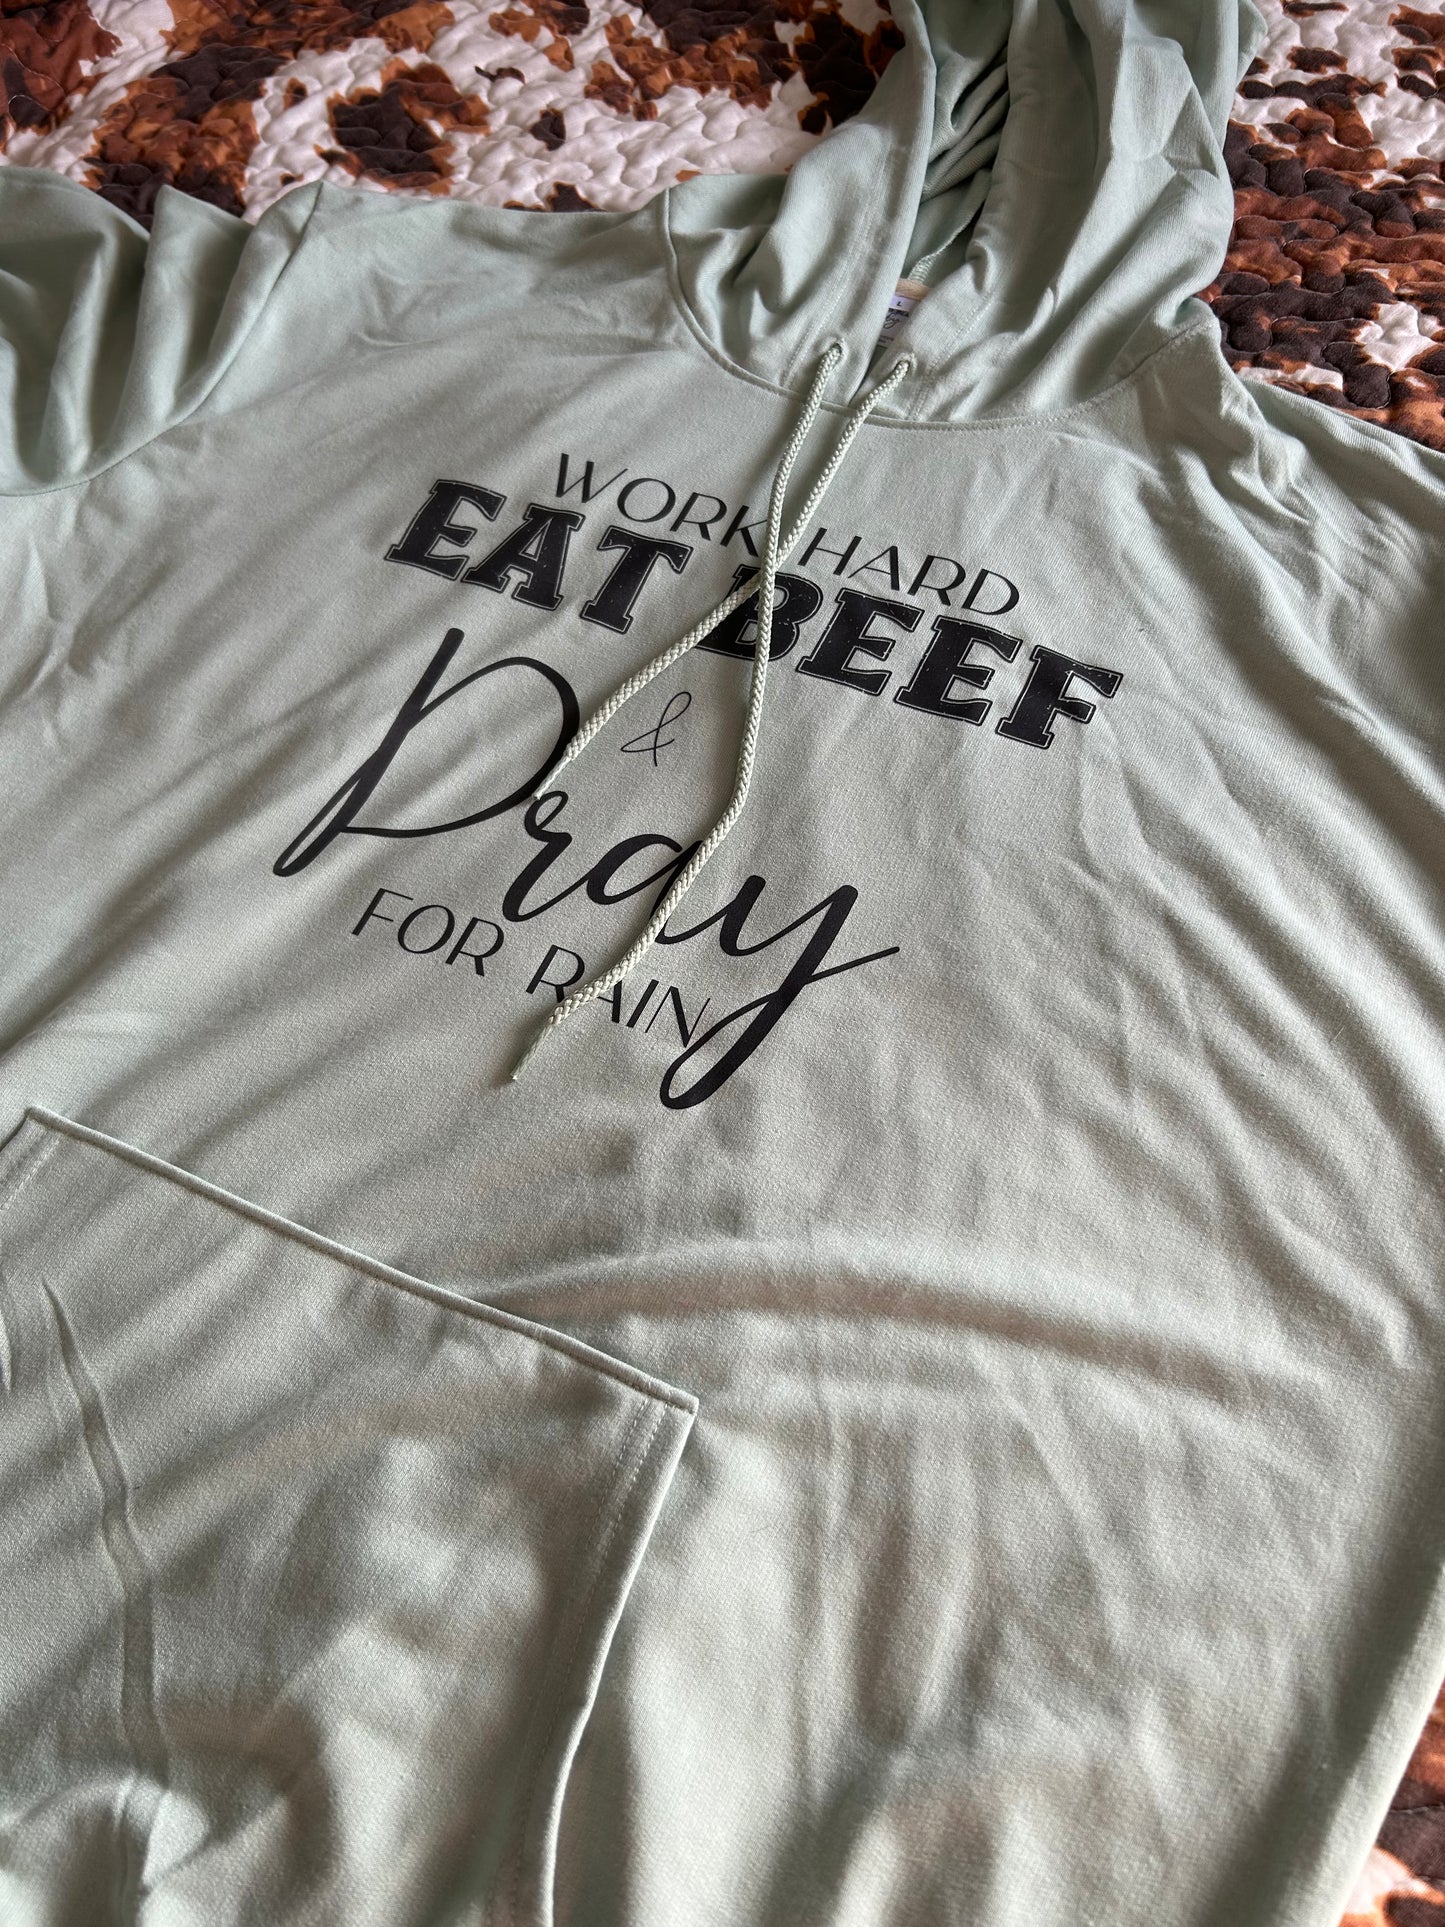 WORK HARD
EAT BEEF
&
Pray
FOR RAIN
L